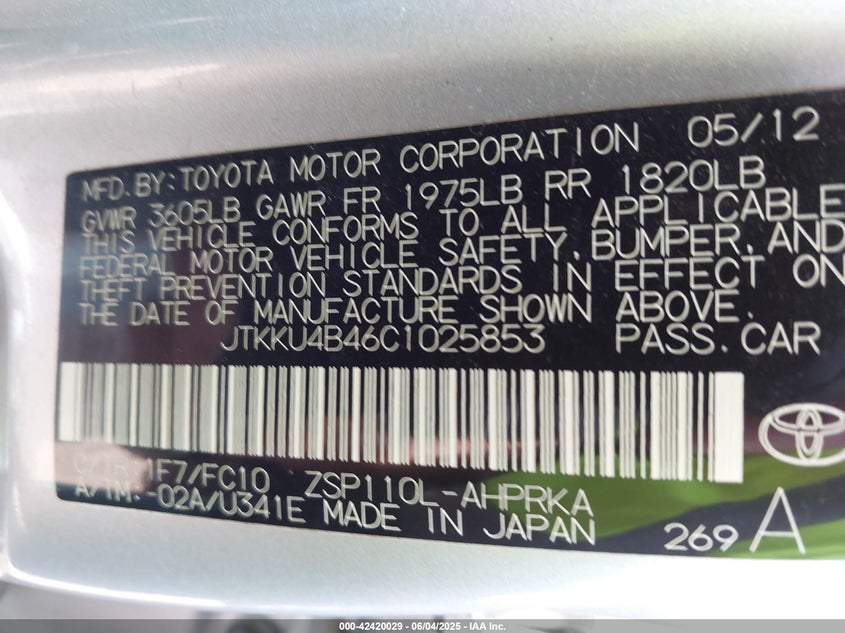 MFD.BY:TOYOTA MOTOR CORPORATION 05/12
GVWR 3605LB GAWR FR 1975LB RR 1820LB
THIS VEHICLE CONFORMS TO ALL APPLICABLE
FEDERAL MOTOR VEHICLE SAFETY,BUMPER,AND
THEFT PREVENTION STANDARDS IN EFFECT ON
THE DATE OF MANUFACTURE SHOWN ABOVE.
JTKKU4B46C1025853 PASS.CAR
C/TR:1F7/FC10 ZSP110L-AHPRKA
A/TM:-02A/U341E MADE IN JAPAN 269 A
000-42420029 - 06/04/2025 - IAA Inc.